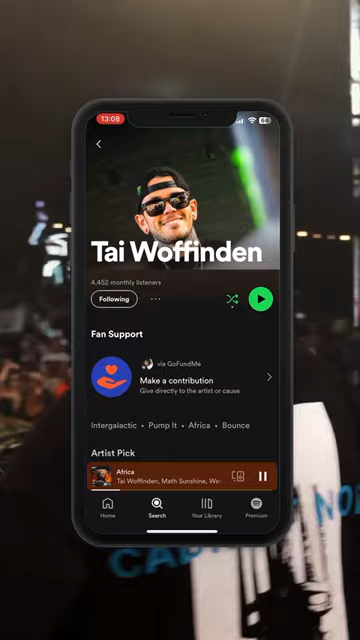 13:08
64
Tai Woffinden
4,452 monthly listeners
Following
Fan Support
via GoFundMe
Make a contribution
Give directly to the artist or cause
Intergalactic • Pump It • Africa • Bounce
Artist Pick
Africa
Tai Woffinden, Math Sunshine, We
Home
Search
Your Library
Premium